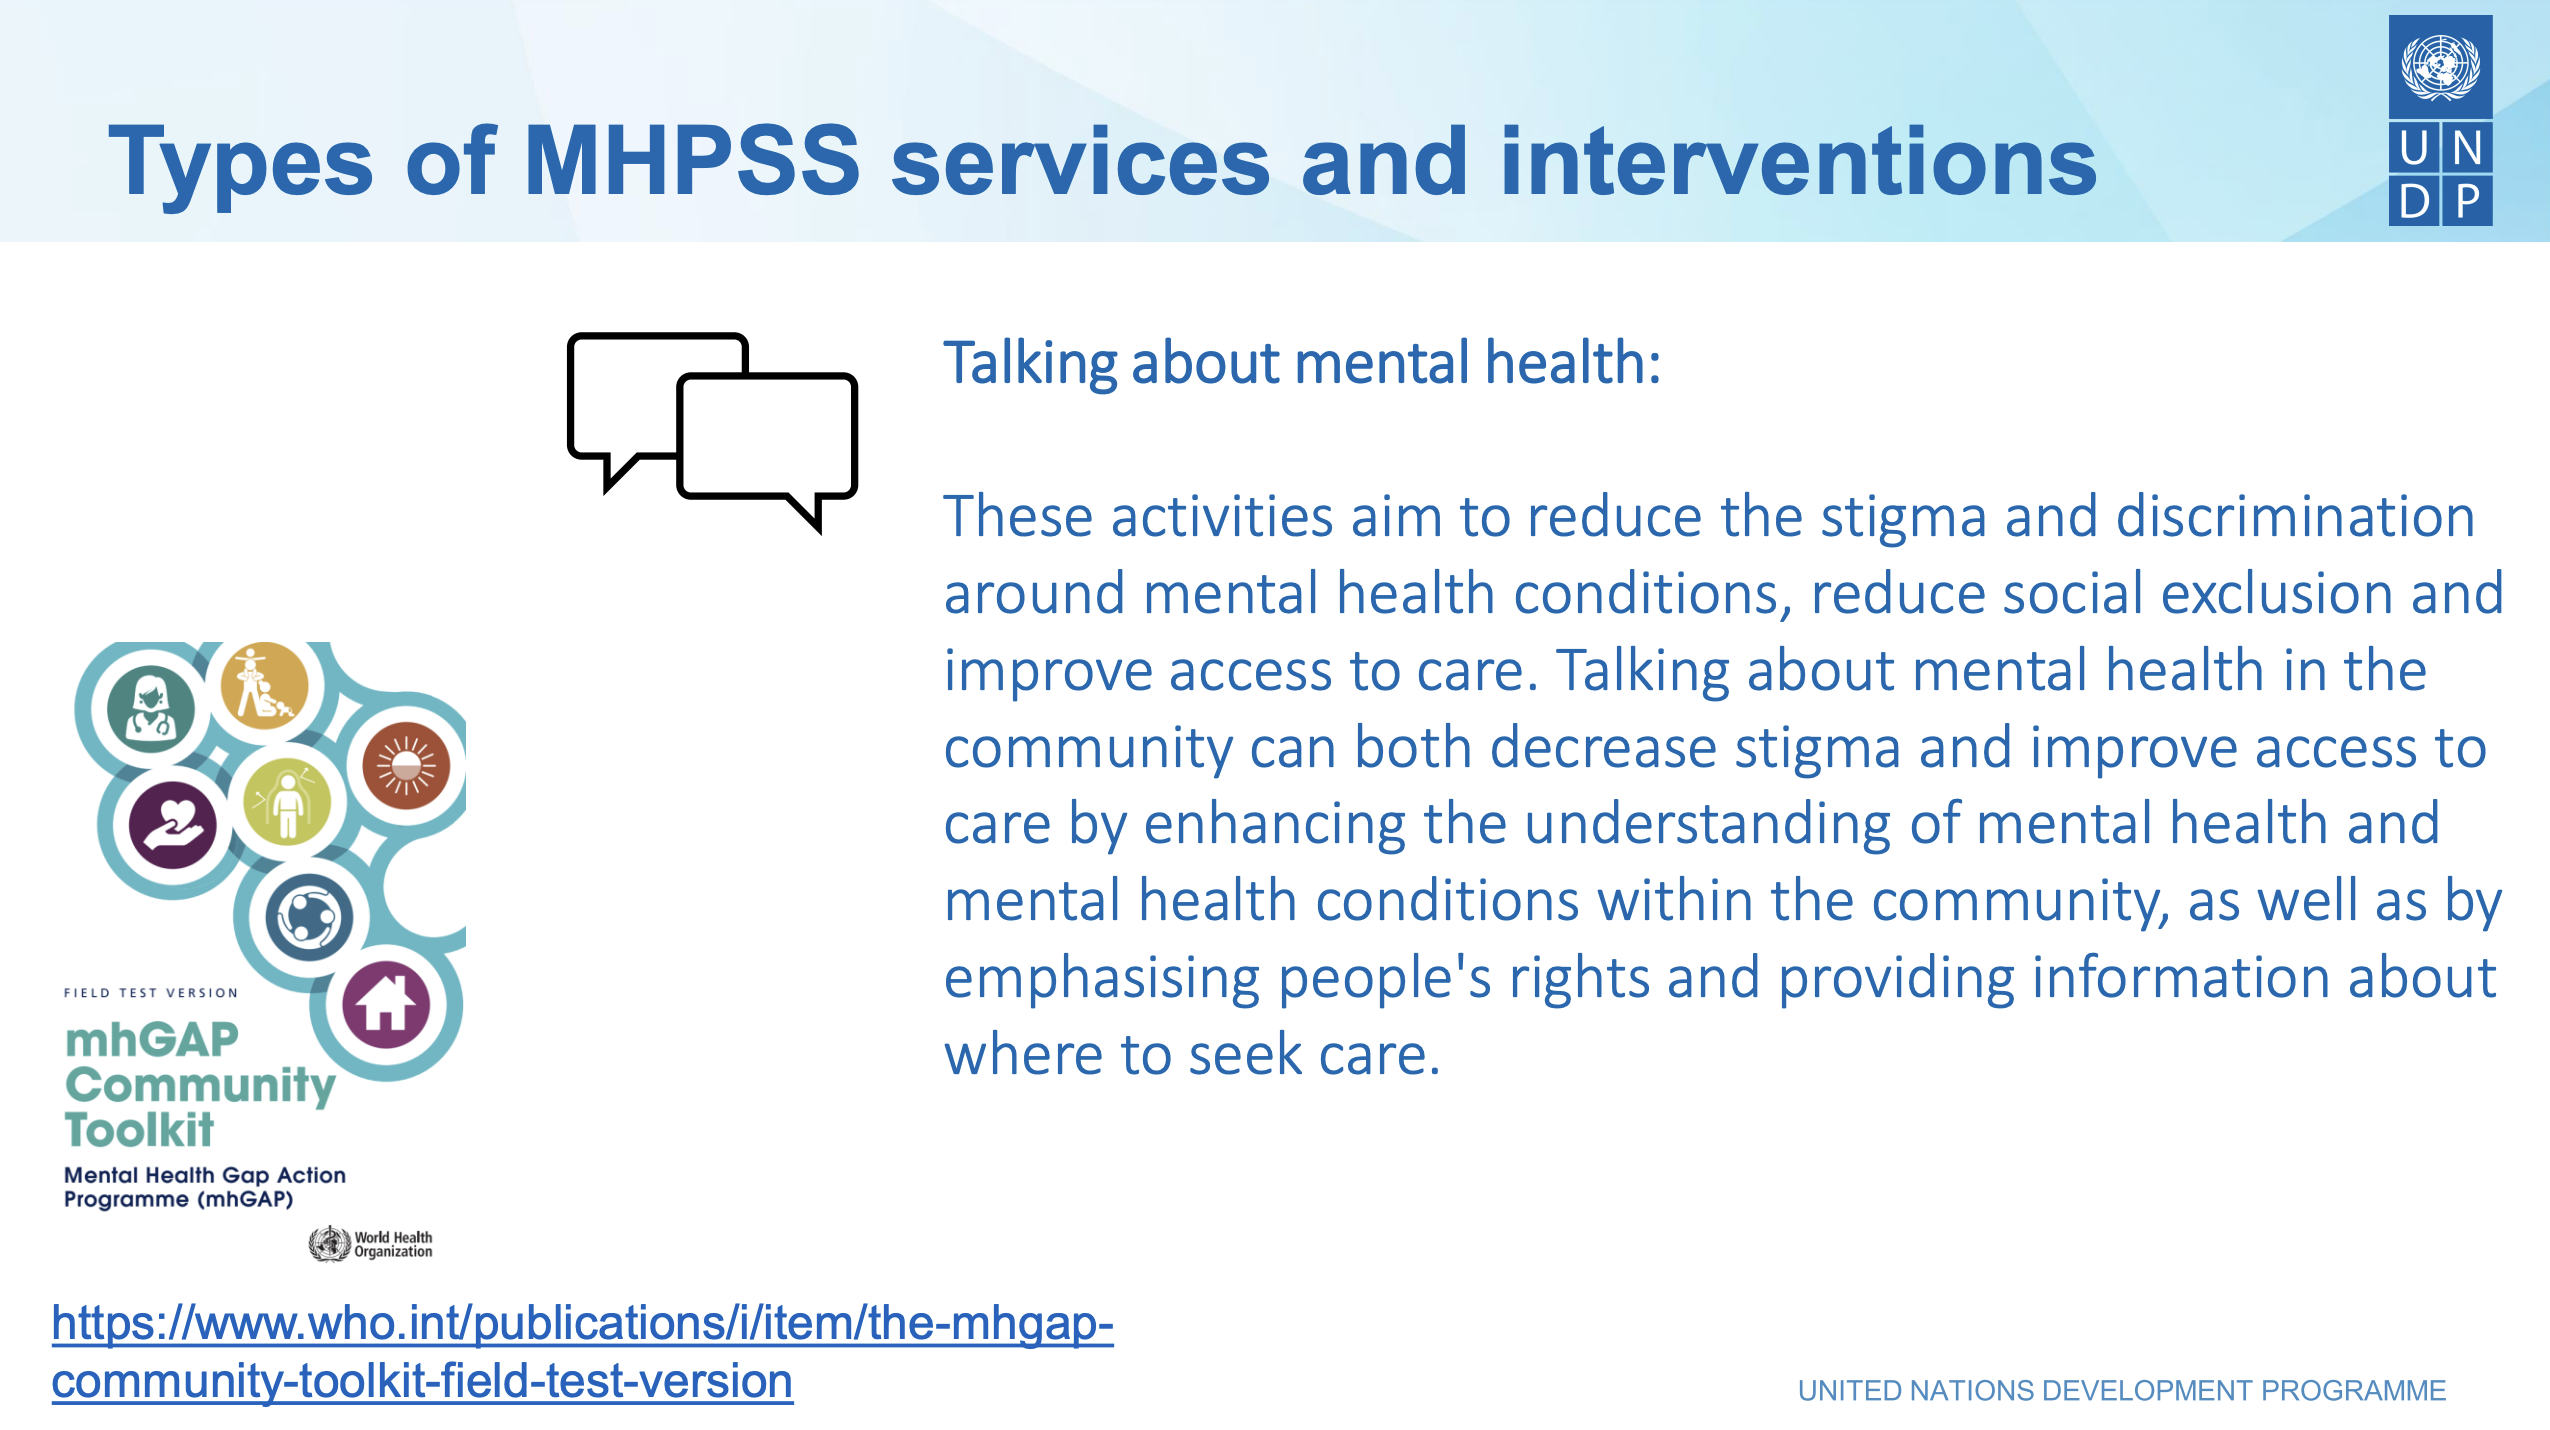 Types of MHPSS services and interventions
U N
D P
Talking about mental health:
These activities aim to reduce the stigma and discrimination
around mental health conditions, reduce social exclusion and
improve access to care. Talking about mental health in the
community can both decrease stigma and improve access to
care by enhancing the understanding of mental health and
mental health conditions within the community, as well as by
emphasising people's rights and providing information about
where to seek care.
FIELD TEST VERSION
mhGAP
Community
Toolkit
Mental Health Gap Action
Programme (mhGAP)
World Health
Organization
https://www.who.int/publications/i/item/the-mhgap-
community-toolkit-field-test-version
UNITED NATIONS DEVELOPMENT PROGRAMME